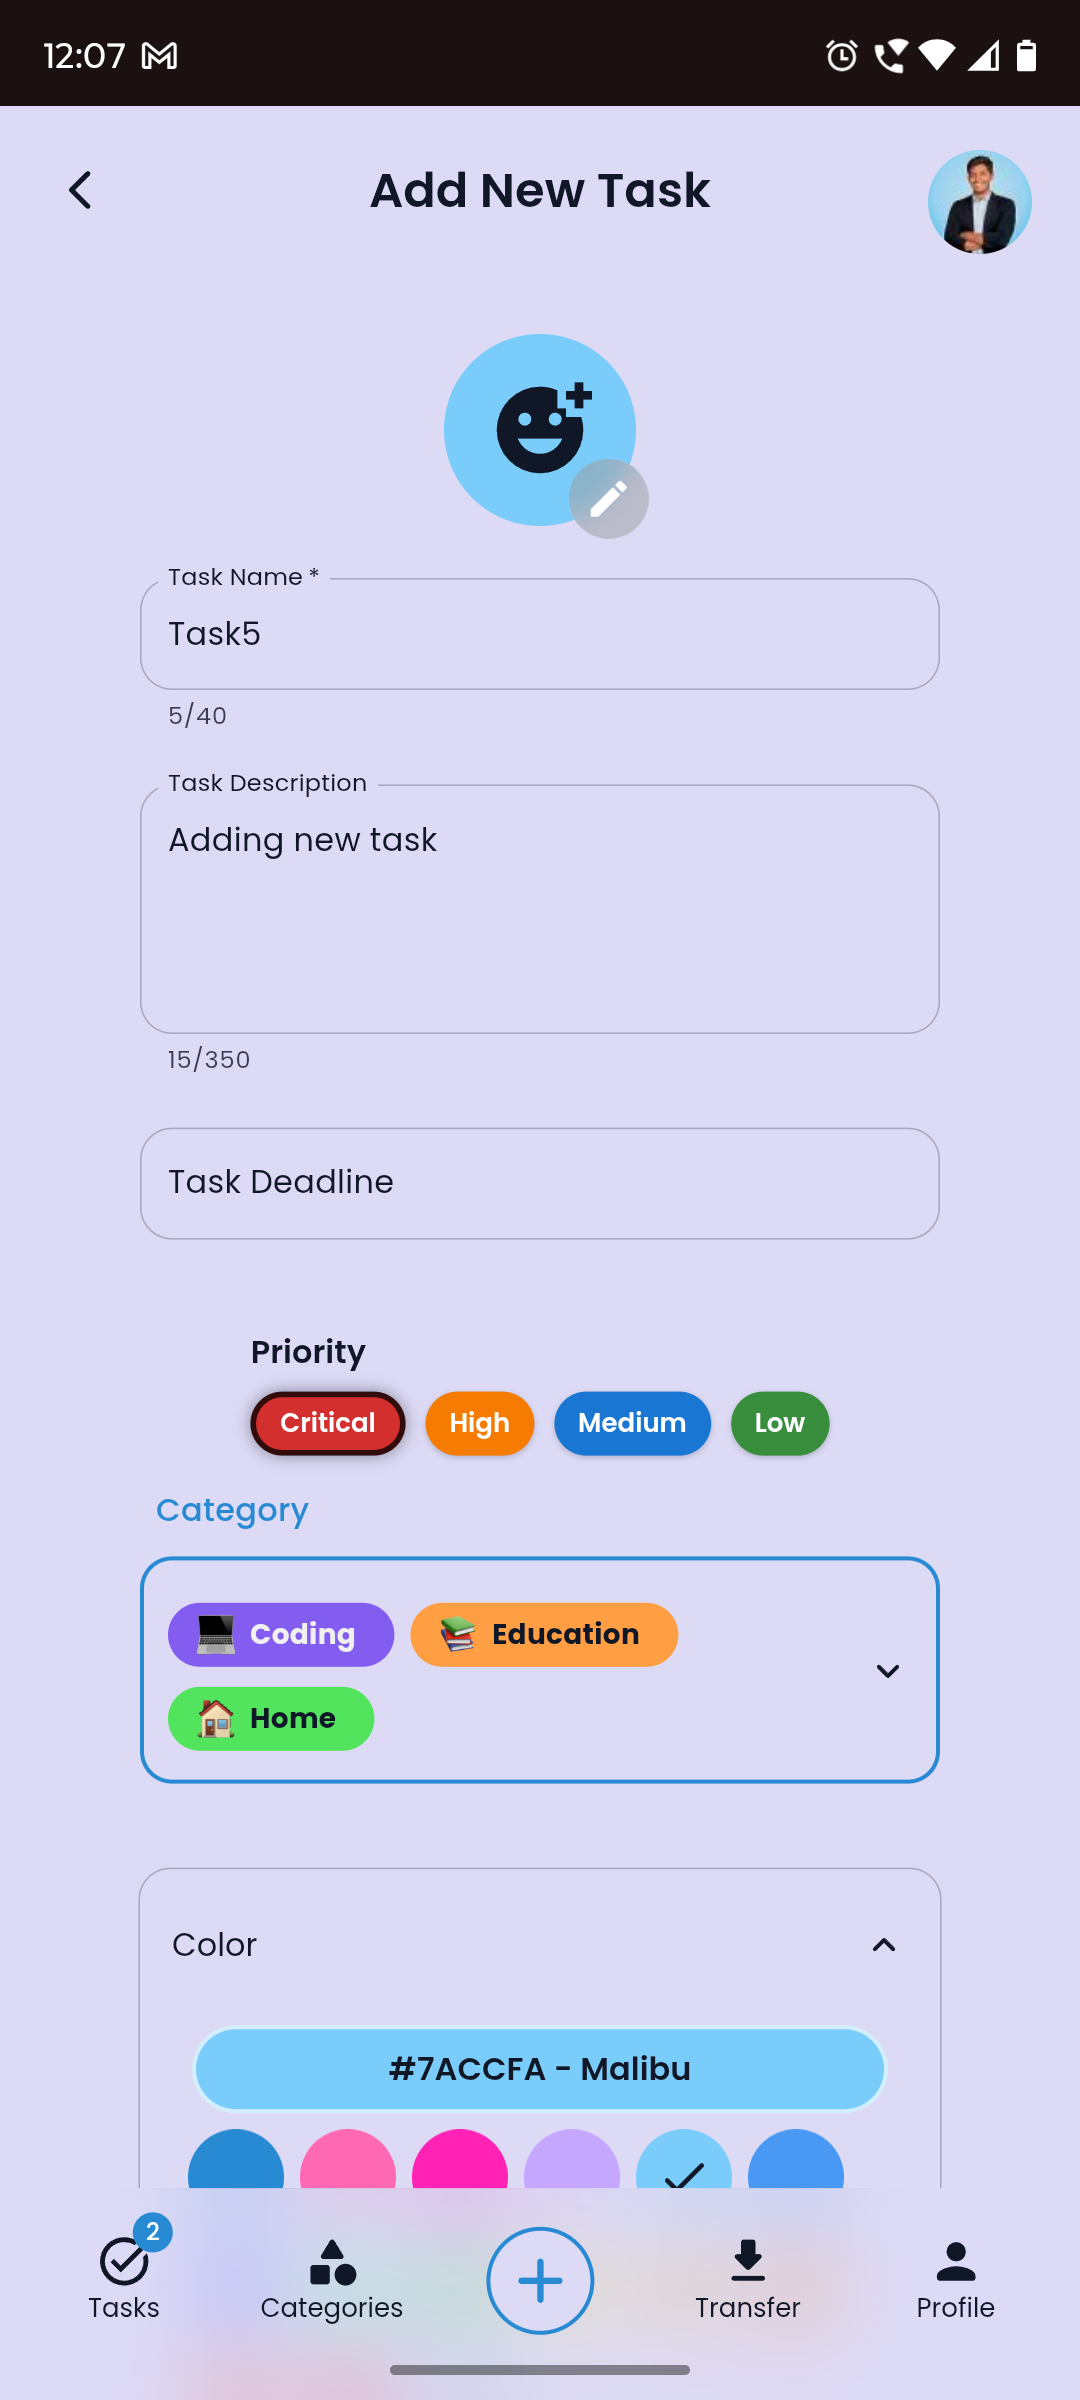 12:07
Add New Task
Task Name *
Task5
5/40
Task Description
Adding new task
15/350
Task Deadline
Priority
Critical High Medium Low
Category
Coding Education
Home
Color
#7ACCFA - Malibu
2
Tasks Categories Transfer Profile